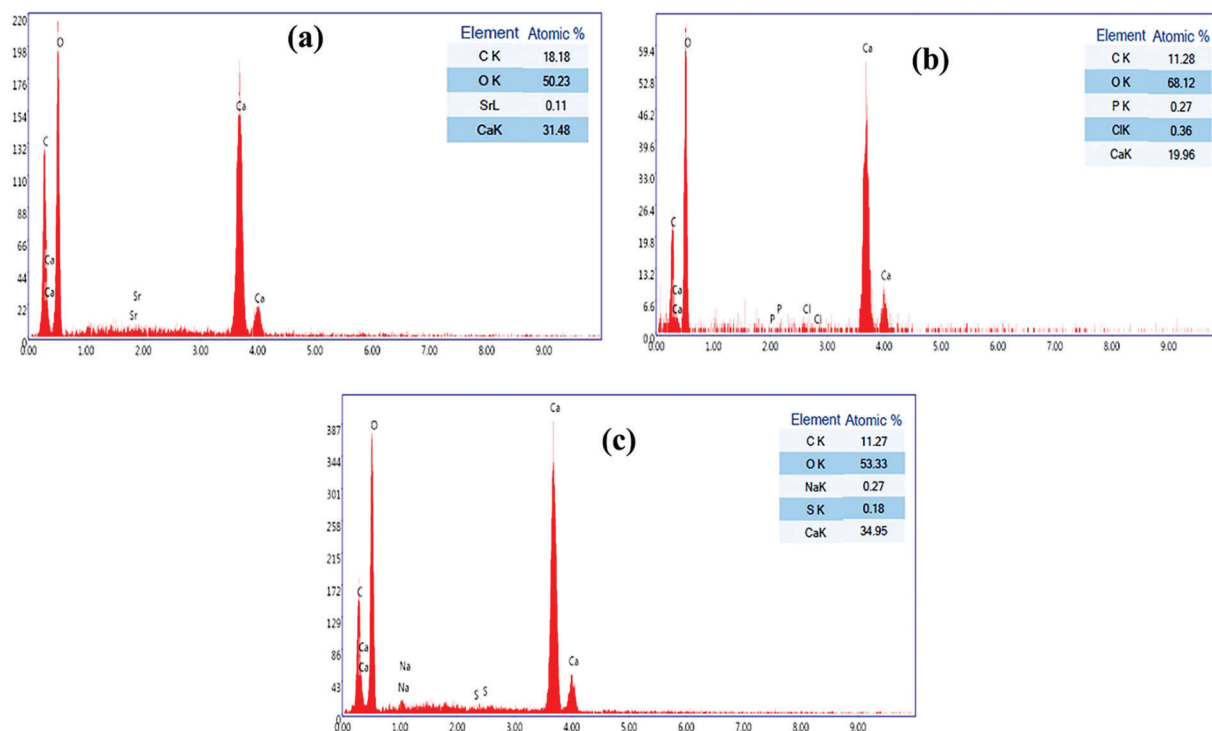 (a)
220
198
176
154
132
110
88
66
44
22
0
O
C
Ca
Ca
Sr
Sr
Ca
Ca
0.00 1.00 2.00 3.00 4.00 5.00 6.00 7.00 8.00 9.00
Element Atomic %
C K 18.18
O K 50.23
SrL 0.11
CaK 31.48
(b)
59.4
52.8
46.2
39.6
33.0
26.4
19.8
13.2
6.6
0.0
O
C
Ca
Ca
P
P
Cl
Cl
Ca
Ca
0.00 1.00 2.00 3.00 4.00 5.00 6.00 7.00 8.00 9.00
Element Atomic %
C K 11.28
O K 68.12
P K 0.27
ClK 0.36
CaK 19.96
(c)
387
344
301
258
215
172
129
86
43
0
O
C
Ca
Ca
Na
Na
S
S
Ca
Ca
0.00 1.00 2.00 3.00 4.00 5.00 6.00 7.00 8.00 9.00
Element Atomic %
C K 11.27
O K 53.33
NaK 0.27
S K 0.18
CaK 34.95